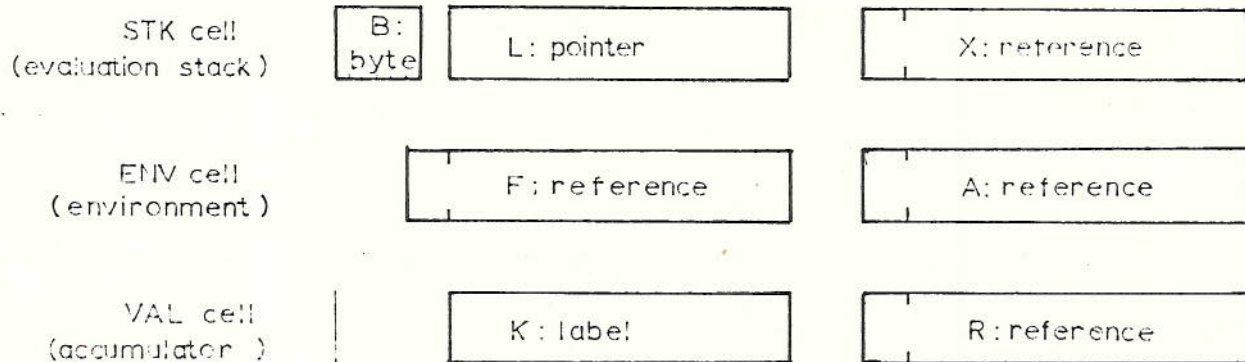 STK cell
(evaluation stack)
B:
byte
L: pointer
X: reference
ENV cell
(environment)
F: reference
A: reference
VAL cell
(accumulator )
K: label
R: reference